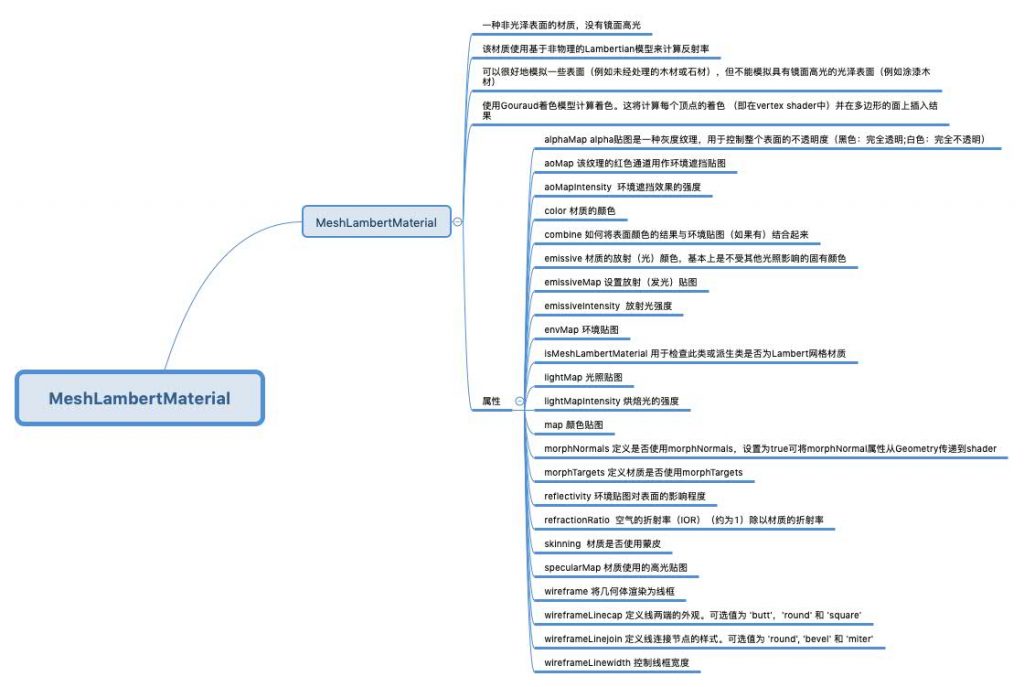 一种非光泽表面的材质，没有镜面高光
该材质使用基于非物理的Lambertian模型来计算反射率
可以很好地模拟一些表面（例如未经处理的木材或石材），但不能模拟具有镜面高光的光泽表面（例如涂漆木
材）
使用Gouraud着色模型计算着色。这将计算每个顶点的着色 （即在vertex shader中）并在多边形的面上插入结
果
alphaMap alpha贴图是一种灰度纹理，用于控制整个表面的不透明度（黑色：完全透明;白色：完全不透明）
aoMap 该纹理的红色通道用作环境遮挡贴图
aoMapIntensity 环境遮挡效果的强度
MeshLambertMaterial
color 材质的颜色
combine 如何将表面颜色的结果与环境贴图（如果有）结合起来
emissive 材质的放射（光）颜色，基本上是不受其他光照影响的固有颜色
emissiveMap 设置放射（发光）贴图
emissiveIntensity 放射光强度
envMap 环境贴图
isMeshLambertMaterial 用于检查此类或派生类是否为Lambert网格材质
lightMap 光照贴图
MeshLambertMaterial
属性
lightMapIntensity 烘焙光的强度
map 颜色贴图
morphNormals 定义是否使用morphNormals，设置为true可将morphNormal属性从Geometry传递到shader
morphTargets 定义材质是否使用morphTargets
reflectivity 环境贴图对表面的影响程度
refractionRatio 空气的折射率（IOR）（约为1）除以材质的折射率
skinning 材质是否使用蒙皮
specularMap 材质使用的高光贴图
wireframe 将几何体渲染为线框
wireframeLinecap 定义线两端的外观。可选值为 'butt'，'round' 和 'square'
wireframeLinejoin 定义线连接节点的样式。可选值为 'round', 'bevel' 和 'miter'
wireframeLinewidth 控制线框宽度